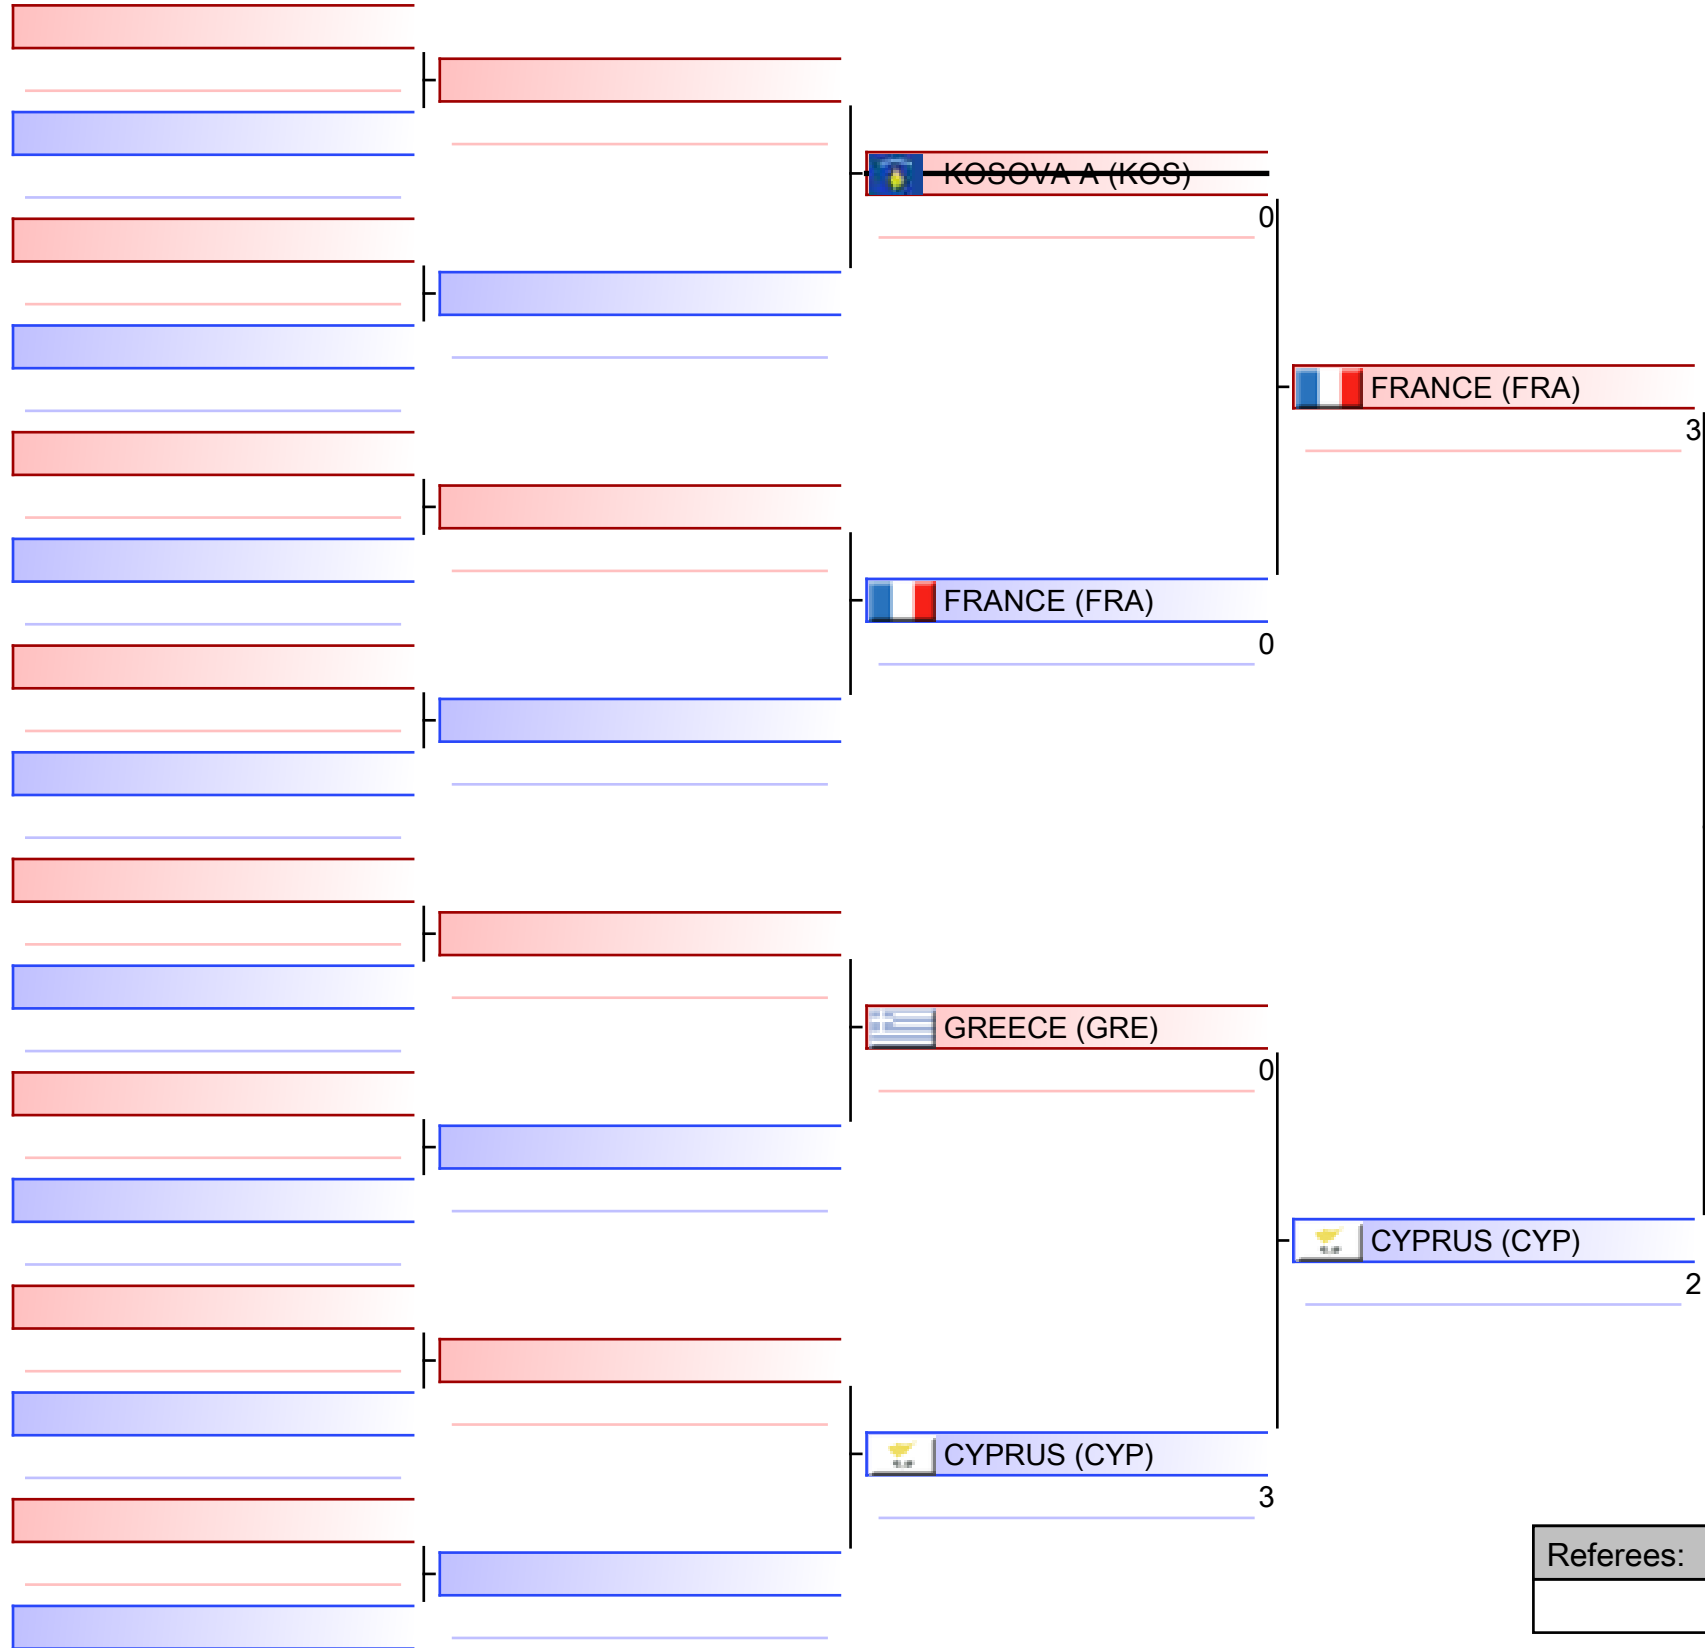 KOSOVA A (KOS)
0
FRANCE (FRA)
3
FRANCE (FRA)
0
GREECE (GRE)
0
CYPRUS (CYP)
2
CYPRUS (CYP)
3
Referees: